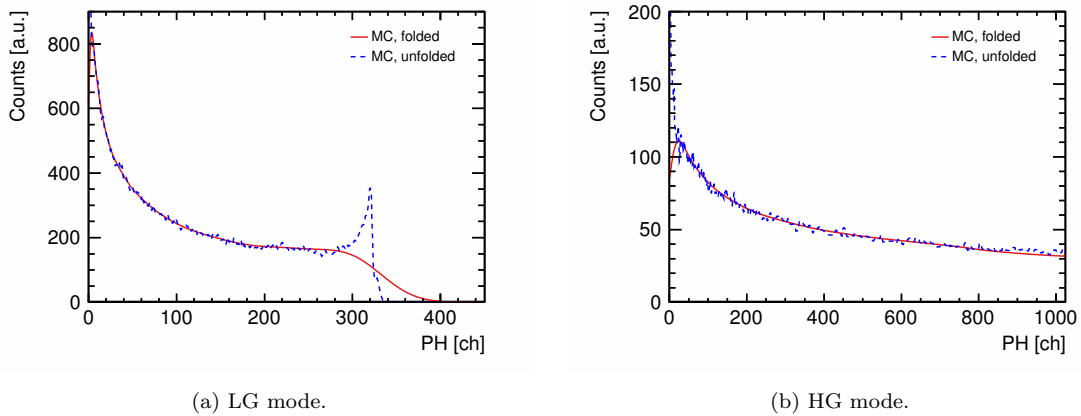 Counts [a.u.]
800
600
400
200
0
MC, folded
MC, unfolded
0 100 200 300 400
PH [ch]
(a) LG mode.
Counts [a.u.]
200
150
100
50
0
MC, folded
MC, unfolded
0 200 400 600 800 1000
PH [ch]
(b) HG mode.